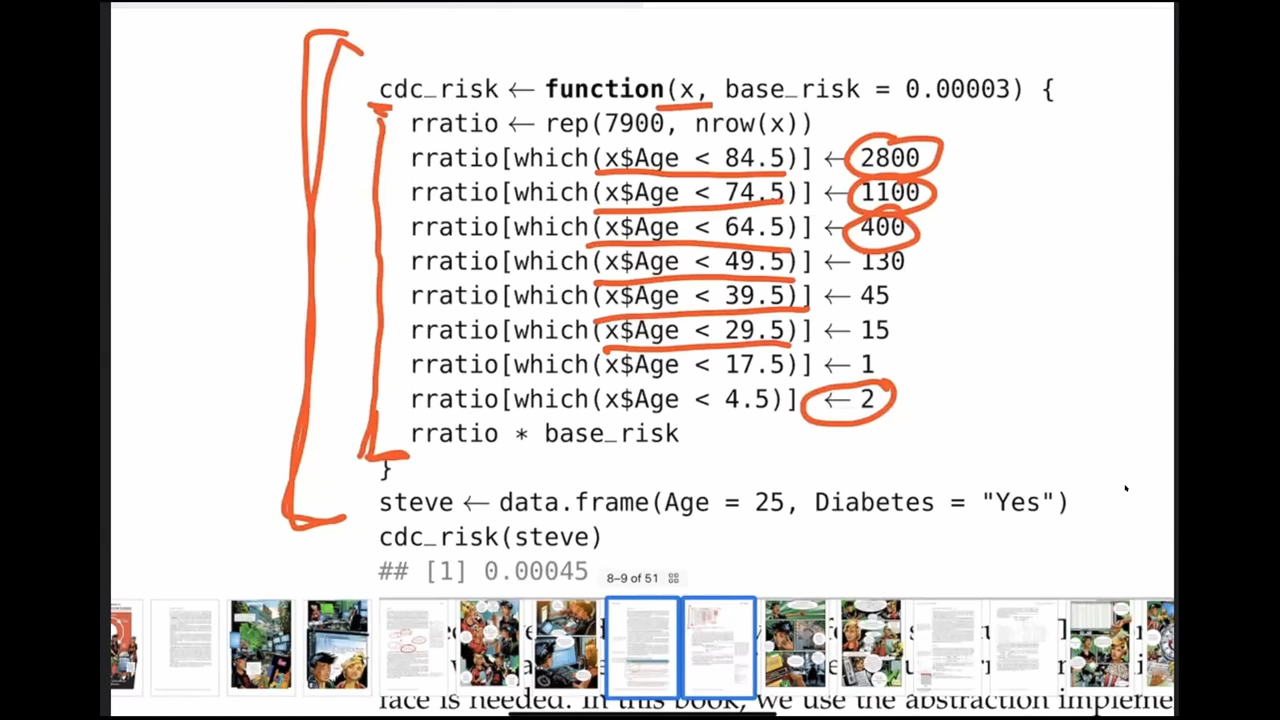 cdc_risk ← function(x, base_risk = 0.00003) {
rratio ← rep(7900, nrow(x))
rratio[which(x$Age < 84.5)] ← 2800
rratio[which(x$Age < 74.5)] ← 1100
rratio[which(x$Age < 64.5)] ← 400
rratio[which(x$Age < 49.5)] ← 130
rratio[which(x$Age < 39.5)] ← 45
rratio[which(x$Age < 29.5)] ← 15
rratio[which(x$Age < 17.5)] ← 1
rratio[which(x$Age < 4.5)] ← 2
rratio * base_risk
}
steve ← data.frame(Age = 25, Diabetes = "Yes")
cdc_risk(steve)
## [1] 0.00045
8–9 of 51
face is needed. In this book, we use the abstraction impleme